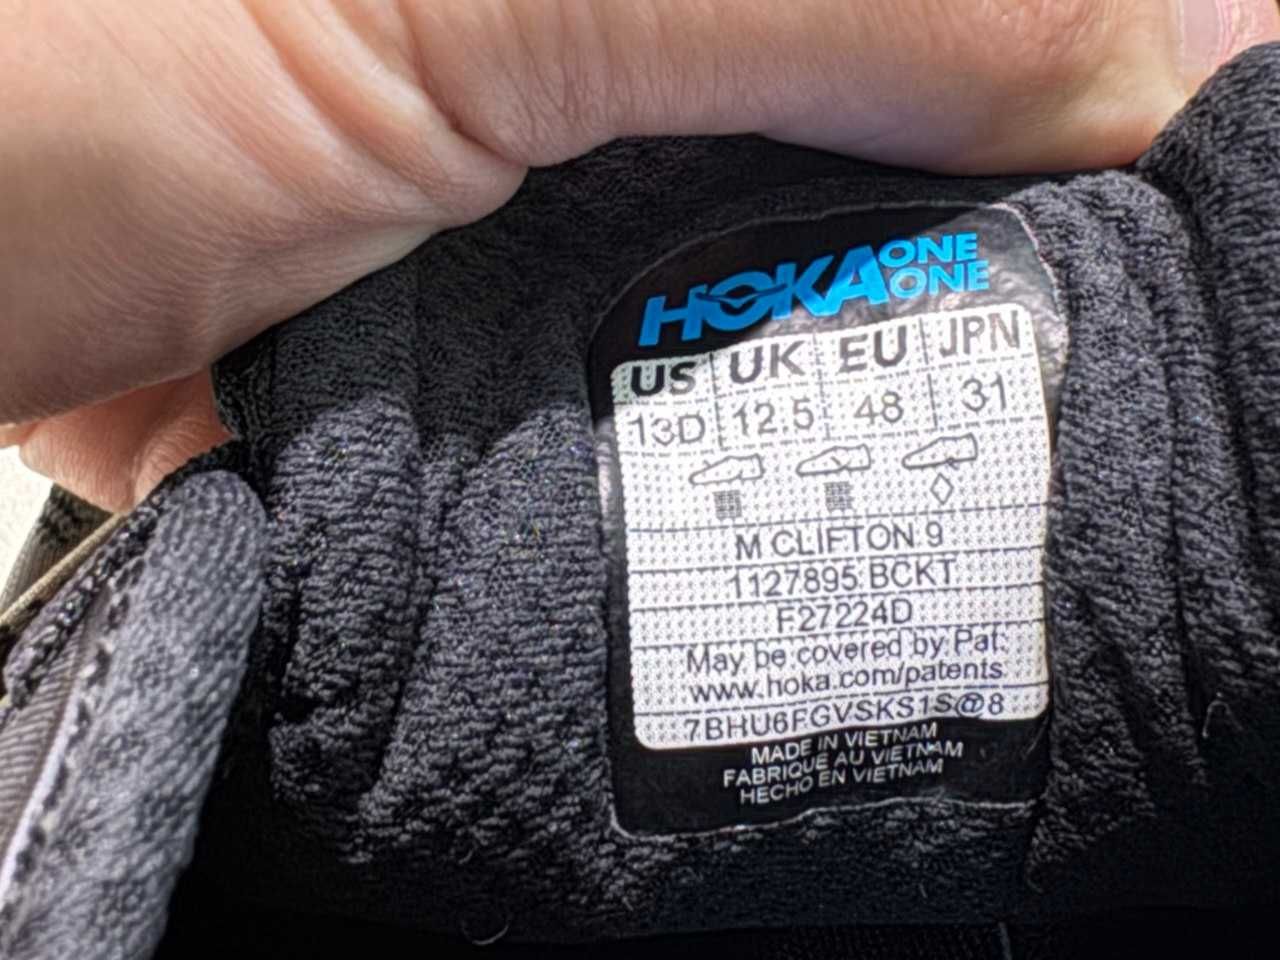 HOKA ONE ONE
US UK EU JPN
13D 12.5 48 31
M CLIFTON 9
1127895 BCKT
F27224D
May be covered by Pat.
www.hoka.com/patents
7BHU6FGVSKS1S@8
MADE IN VIETNAM
FABRIQUE AU VIETNAM
HECHO EN VIETNAM